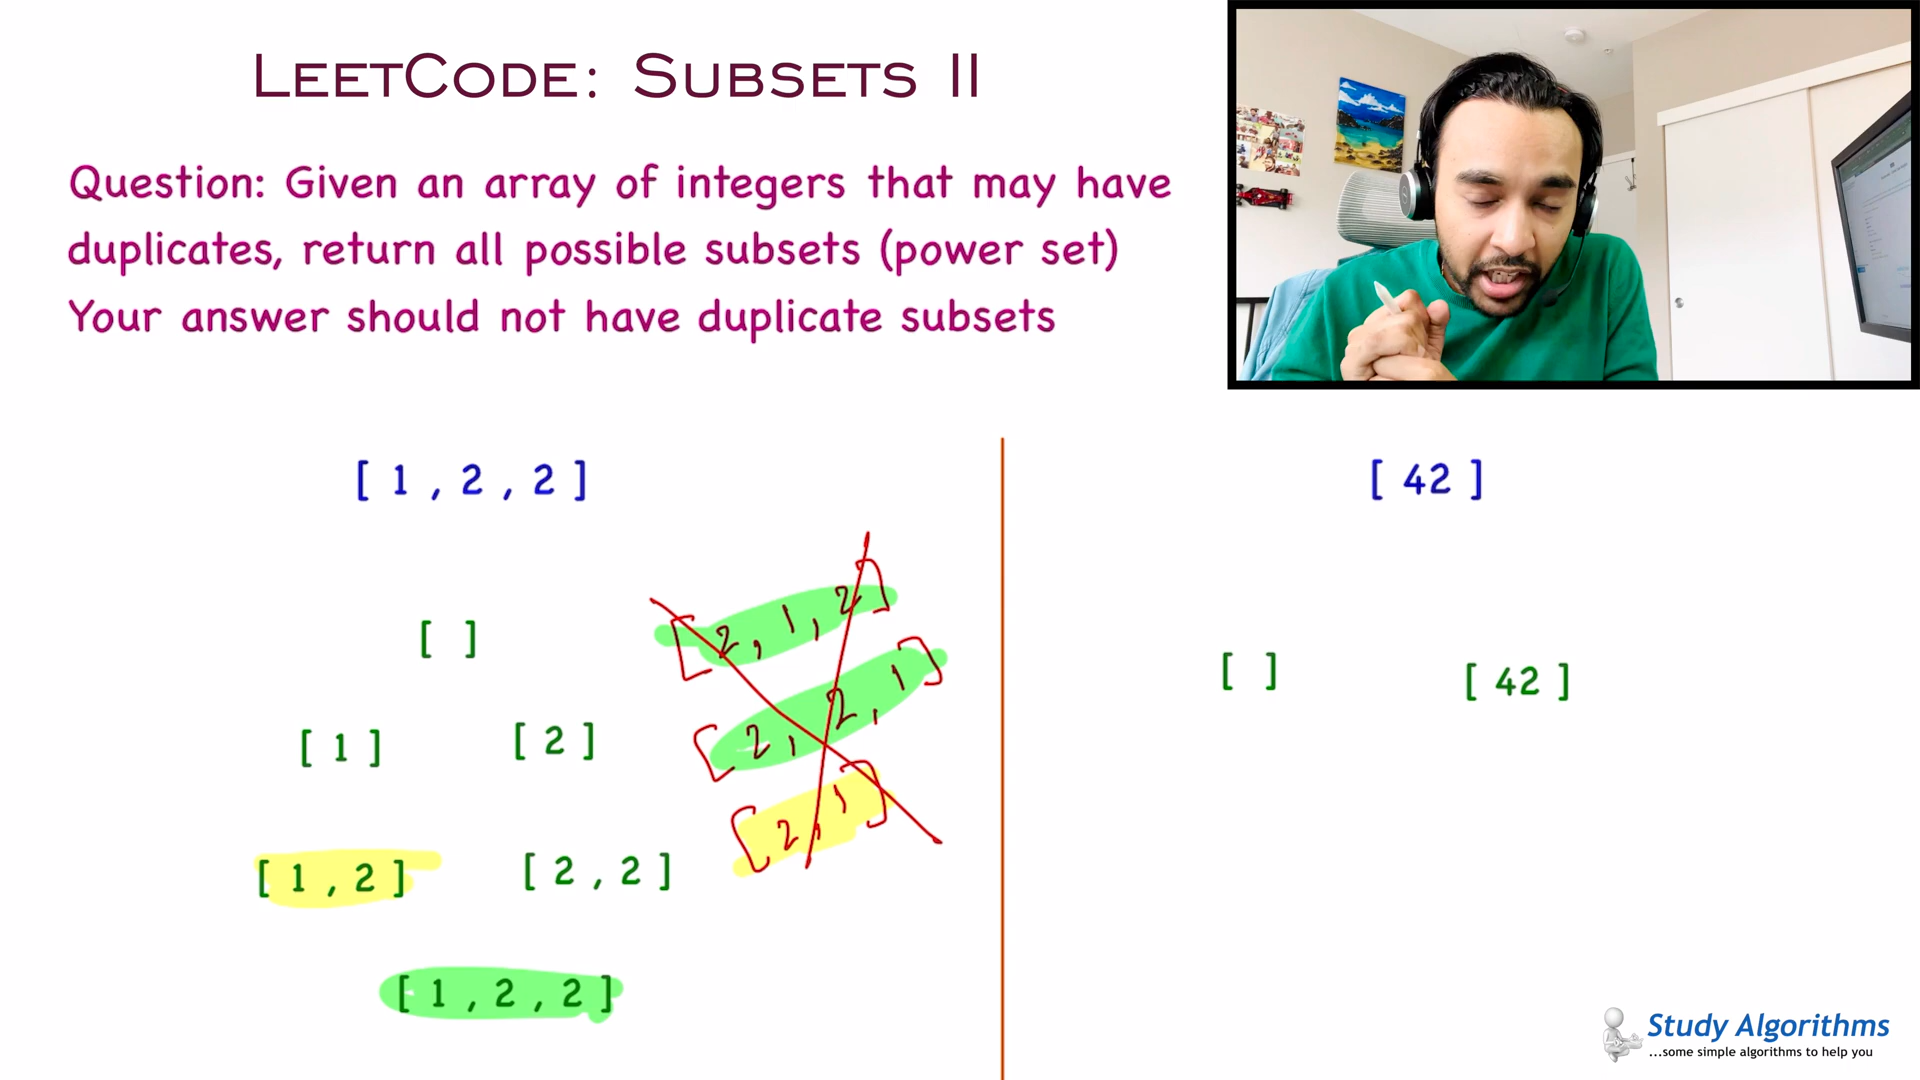 LEETCODE: SUBSETS II
Question: Given an array of integers that may have
duplicates, return all possible subsets (power set)
Your answer should not have duplicate subsets
[ 1 , 2 , 2 ]
[ ]
[ 1 ] [ 2 ]
[ 1 , 2 ] [ 2 , 2 ]
[ 1 , 2 , 2 ]
[2, 1, 2]
[2, 2, 1]
[2, 1]
[ 42 ]
[ ] [ 42 ]
Study Algorithms
...some simple algorithms to help you